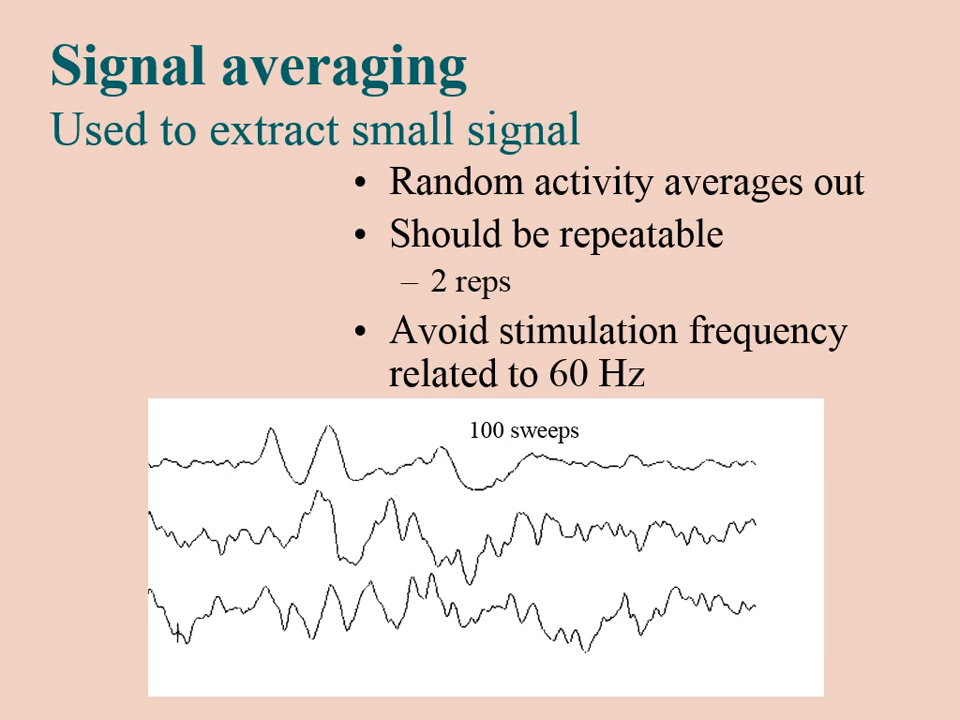 Signal averaging
Used to extract small signal
• Random activity averages out
• Should be repeatable
– 2 reps
• Avoid stimulation frequency
related to 60 Hz
100 sweeps